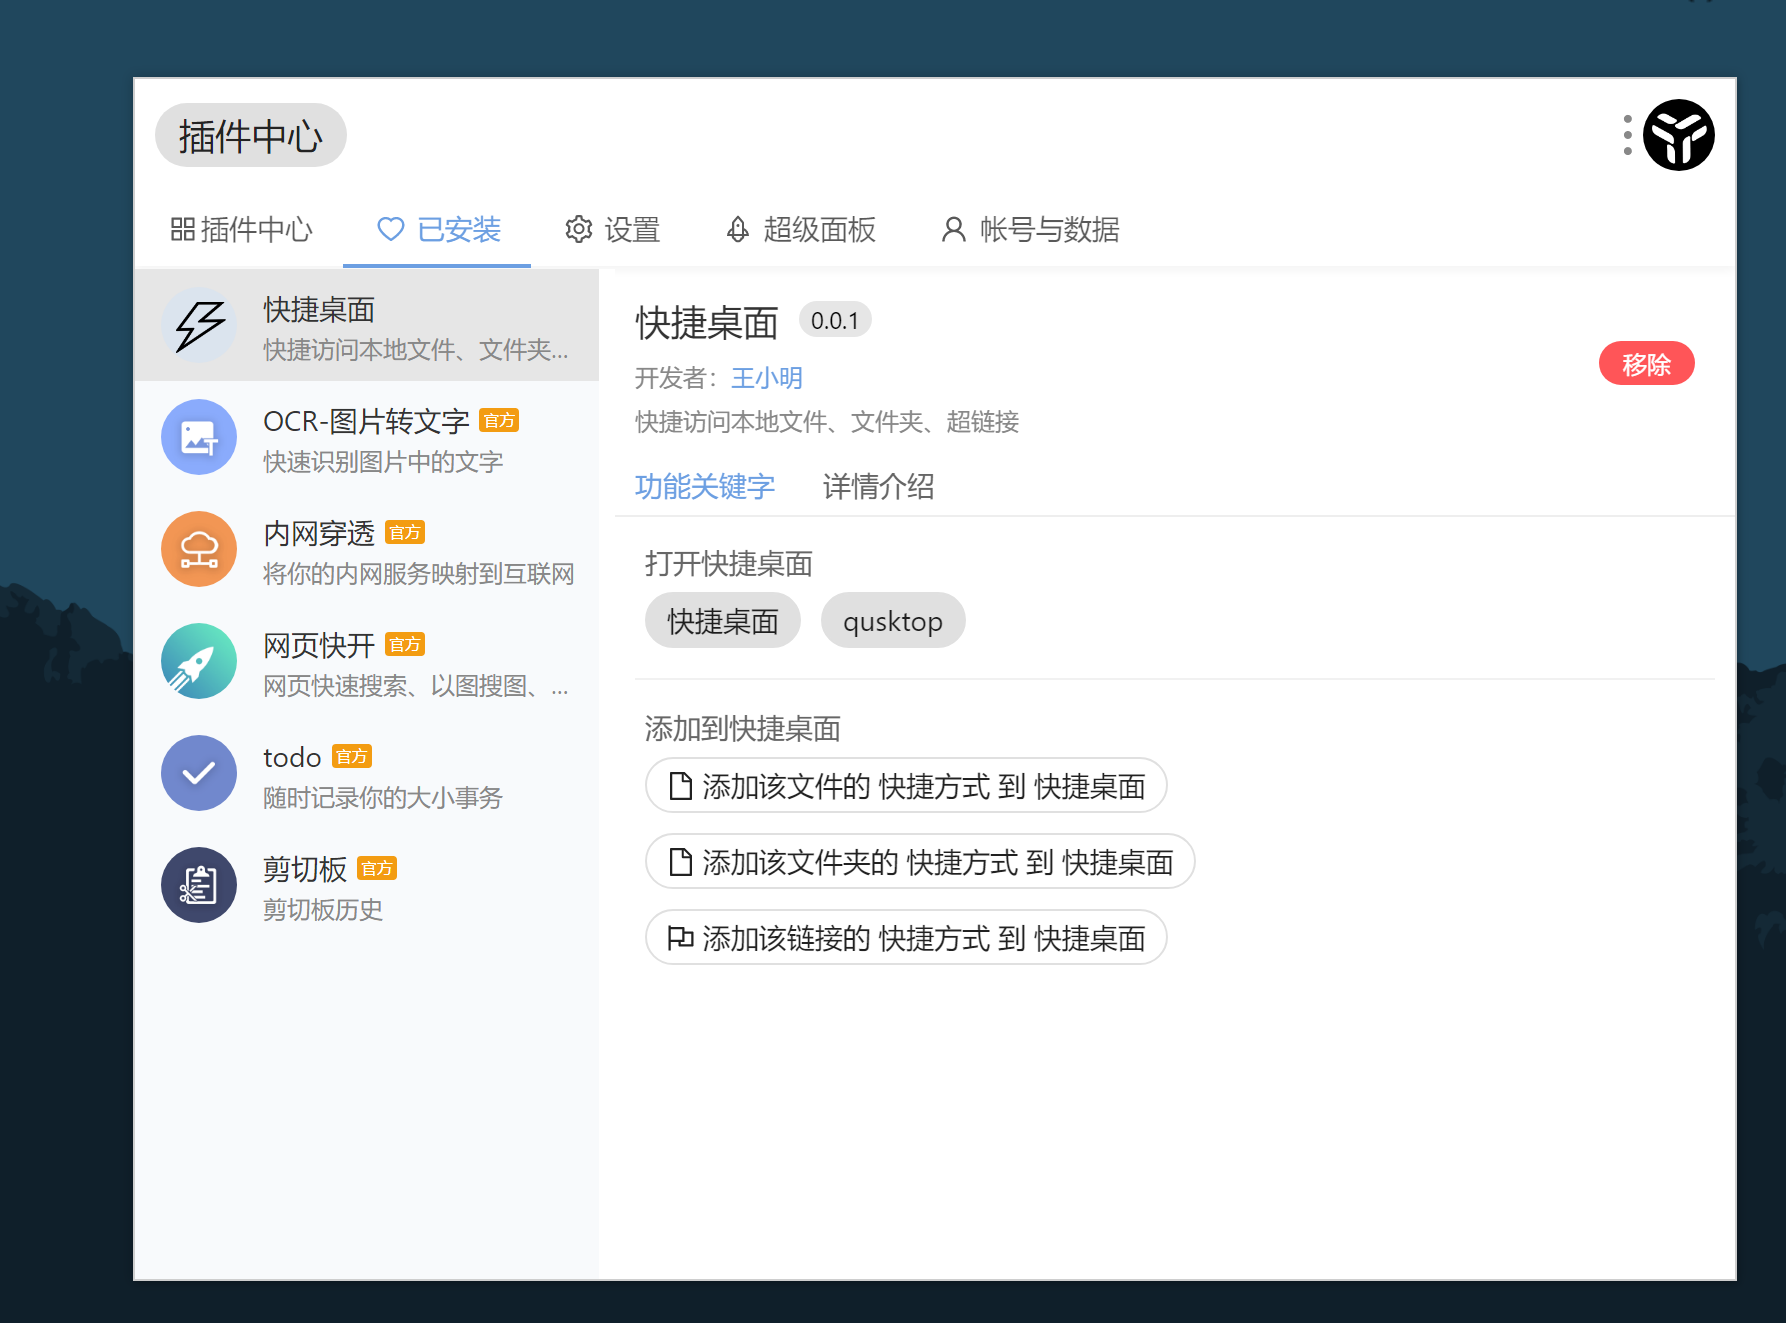 插件中心
插件中心 已安装 设置 超级面板 帐号与数据
快捷桌面
快捷访问本地文件、文件夹...
OCR-图片转文字 官方
快速识别图片中的文字
内网穿透 官方
将你的内网服务映射到互联网
网页快开 官方
网页快速搜索、以图搜图、...
todo 官方
随时记录你的大小事务
剪切板 官方
剪切板历史
快捷桌面 0.0.1
开发者：王小明
快捷访问本地文件、文件夹、超链接
移除
功能关键字 详情介绍
打开快捷桌面
快捷桌面 qusktop
添加到快捷桌面
添加该文件的 快捷方式 到 快捷桌面
添加该文件夹的 快捷方式 到 快捷桌面
添加该链接的 快捷方式 到 快捷桌面